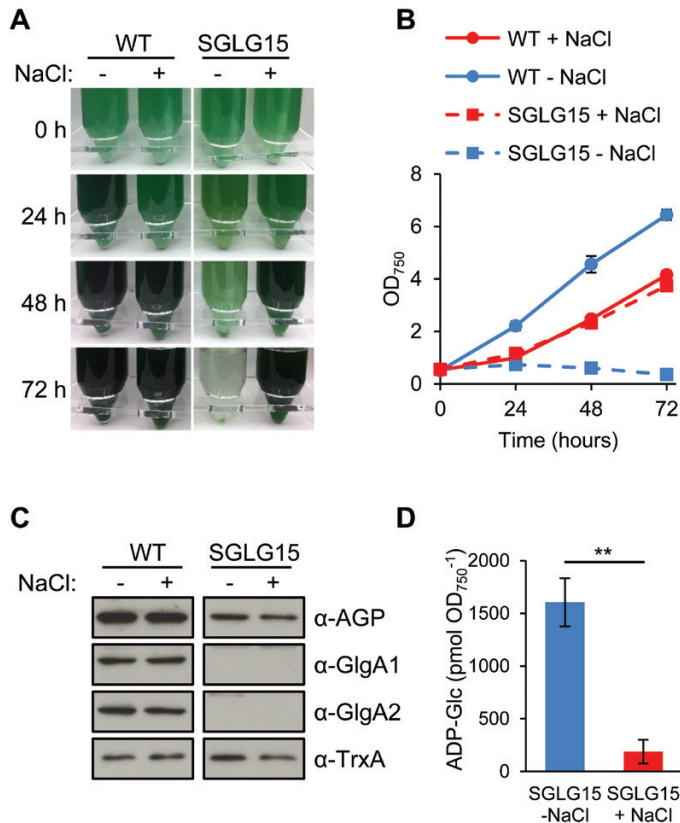 A
WT SGLG15
NaCl: - + - +
0 h
24 h
48 h
72 h
B
WT + NaCl
WT - NaCl
SGLG15 + NaCl
SGLG15 - NaCl
OD750
8
6
4
2
0
0 24 48 72
Time (hours)
C
WT SGLG15
NaCl: - + - +
α-AGP
α-GlgA1
α-GlgA2
α-TrxA
D
**
ADP-Glc (pmol OD750-1)
2000
1500
1000
500
0
SGLG15 SGLG15
-NaCl + NaCl